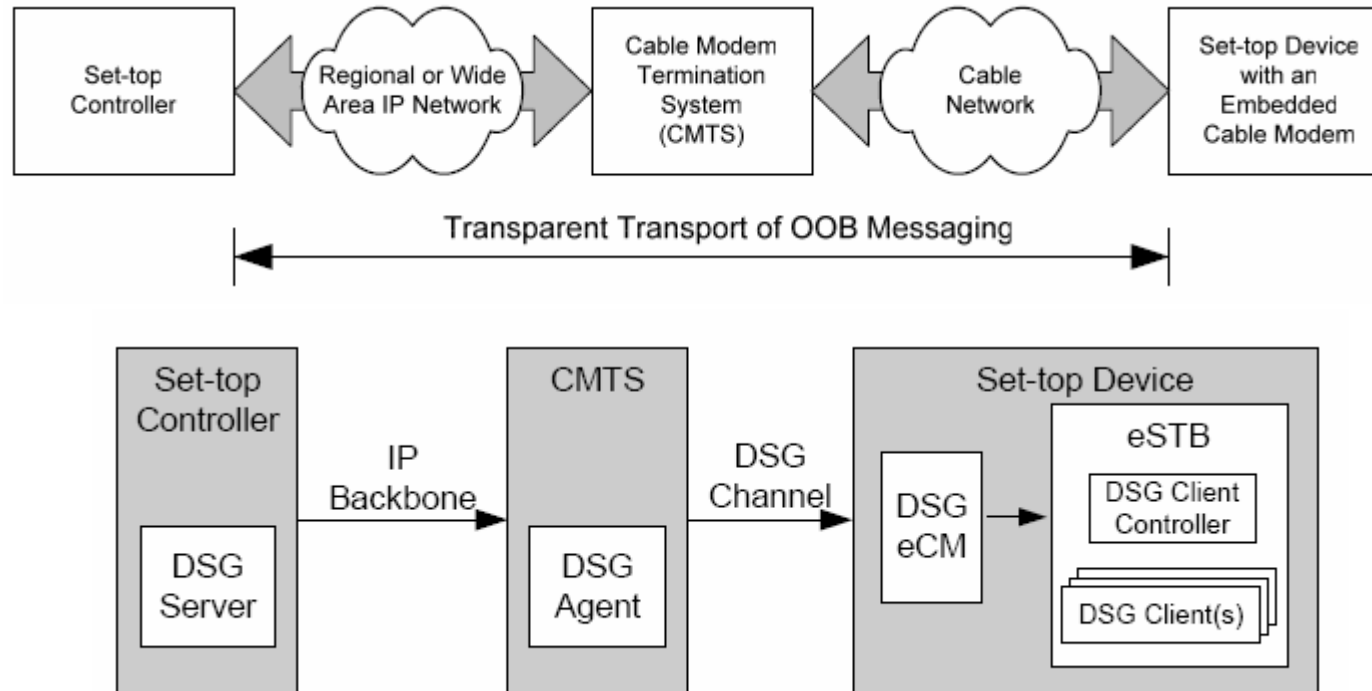 Set-top
Controller
Regional or Wide
Area IP Network
Cable Modem
Termination
System
(CMTS)
Cable
Network
Set-top Device
with an
Embedded
Cable Modem
Transparent Transport of OOB Messaging
Set-top
Controller
DSG
Server
IP
Backbone
CMTS
DSG
Agent
DSG
Channel
Set-top Device
DSG
eCM
eSTB
DSG Client
Controller
DSG Client(s)